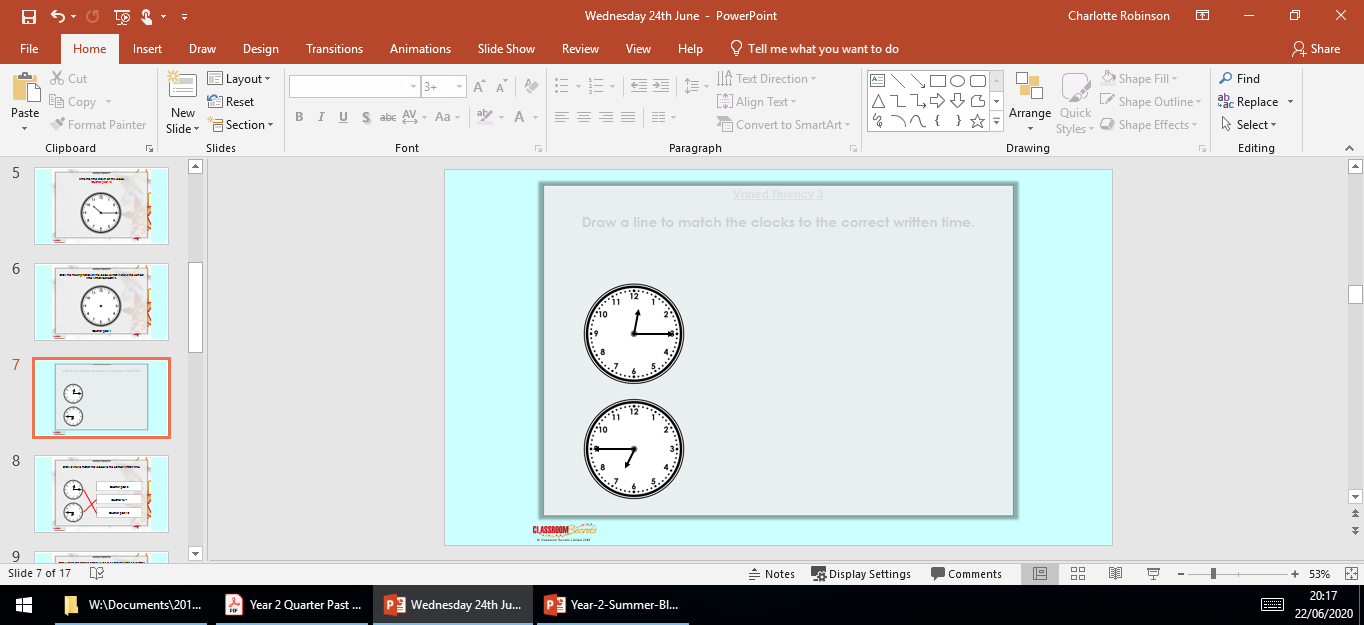 Wednesday 24th June - PowerPoint
Charlotte Robinson
File Home Insert Draw Design Transitions Animations Slide Show Review View Help Tell me what you want to do Share
Paste
Cut
Copy
Format Painter
Clipboard
New Slide
Layout
Reset
Section
Slides
3+
B I U S abc AV Aa A
Font
Text Direction
Align Text
Convert to SmartArt
Paragraph
Arrange
Quick Styles
Shape Fill
Shape Outline
Shape Effects
Drawing
Find
Replace
Select
Editing
5
6
7
8
9
Varied Fluency 3
Draw a line to match the clocks to the correct written time.
12 1 2 3 4 5 6 7 8 9 10 11
12 1 2 3 4 5 6 7 8 9 10 11
CLASSROOM Secrets
Slide 7 of 17
Notes Display Settings Comments
53%
W:\Documents\201...
Year 2 Quarter Past ...
Wednesday 24th Ju...
Year-2-Summer-Bl...
20:17
22/06/2020